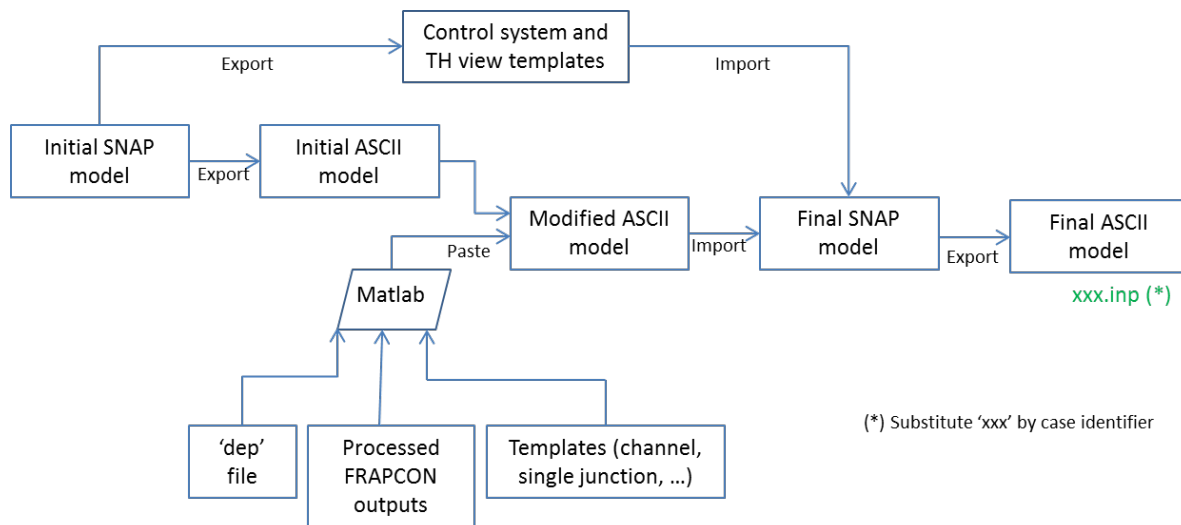 Control system and
TH view templates
Export
Import
Initial SNAP
model
Export
Initial ASCII
model
Modified ASCII
model
Import
Final SNAP
model
Export
Final ASCII
model
Paste
Matlab
xxx.inp (*)
‘dep’
file
Processed
FRAPCON
outputs
Templates (channel,
single junction, ...)
(*) Substitute ‘xxx’ by case identifier